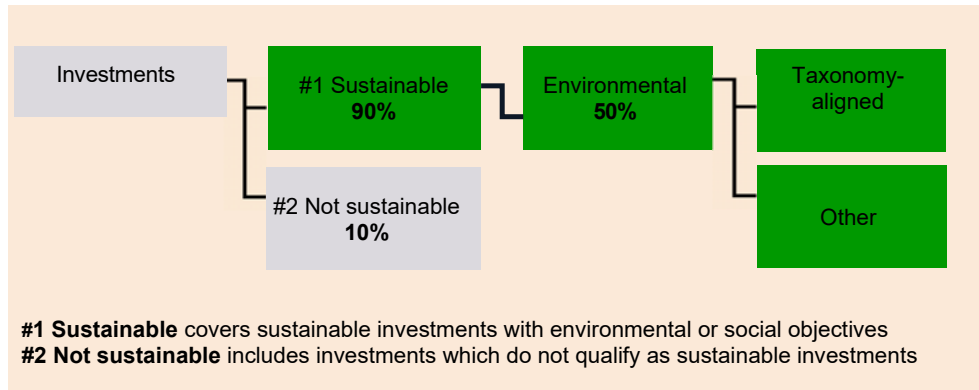 Investments
#1 Sustainable
90%
#2 Not sustainable
10%
Environmental
50%
Taxonomy-
aligned
Other
#1 Sustainable covers sustainable investments with environmental or social objectives
#2 Not sustainable includes investments which do not qualify as sustainable investments